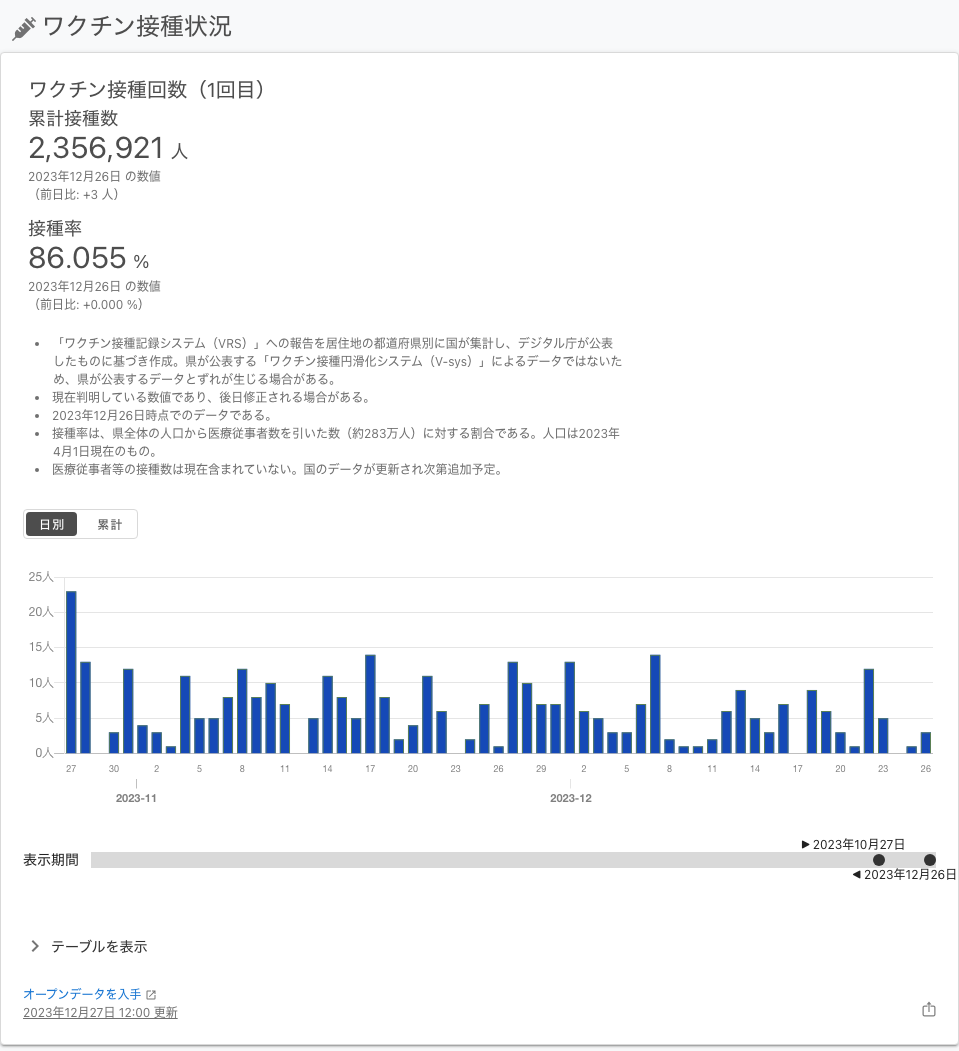 ワクチン接種状況
ワクチン接種回数（1回目）
累計接種数
2,356,921 人
2023年12月26日 の数値
（前日比: +3 人）
接種率
86.055 %
2023年12月26日 の数値
（前日比: +0.000 %）
• 「ワクチン接種記録システム（VRS）」への報告を居住地の都道府県別に国が集計し、デジタル庁が公表
したものに基づき作成。県が公表する「ワクチン接種円滑化システム（V-sys）」によるデータではないた
め、県が公表するデータとずれが生じる場合がある。
• 現在判明している数値であり、後日修正される場合がある。
• 2023年12月26日時点でのデータである。
• 接種率は、県全体の人口から医療従事者数を引いた数（約283万人）に対する割合である。人口は2023年
4月1日現在のもの。
• 医療従事者等の接種数は現在含まれていない。国のデータが更新され次第追加予定。
日別 累計
25人
20人
15人
10人
5人
0人
27 30 2 5 8 11 14 17 20 23 26 29 2 5 8 11 14 17 20 23 26
2023-11 2023-12
▶ 2023年10月27日
表示期間
◀ 2023年12月26日
テーブルを表示
オープンデータを入手
2023年12月27日 12:00 更新